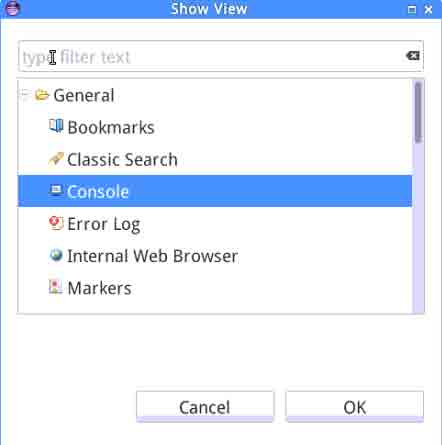 Show View
type filter text
General
Bookmarks
Classic Search
Console
Error Log
Internal Web Browser
Markers
Cancel OK